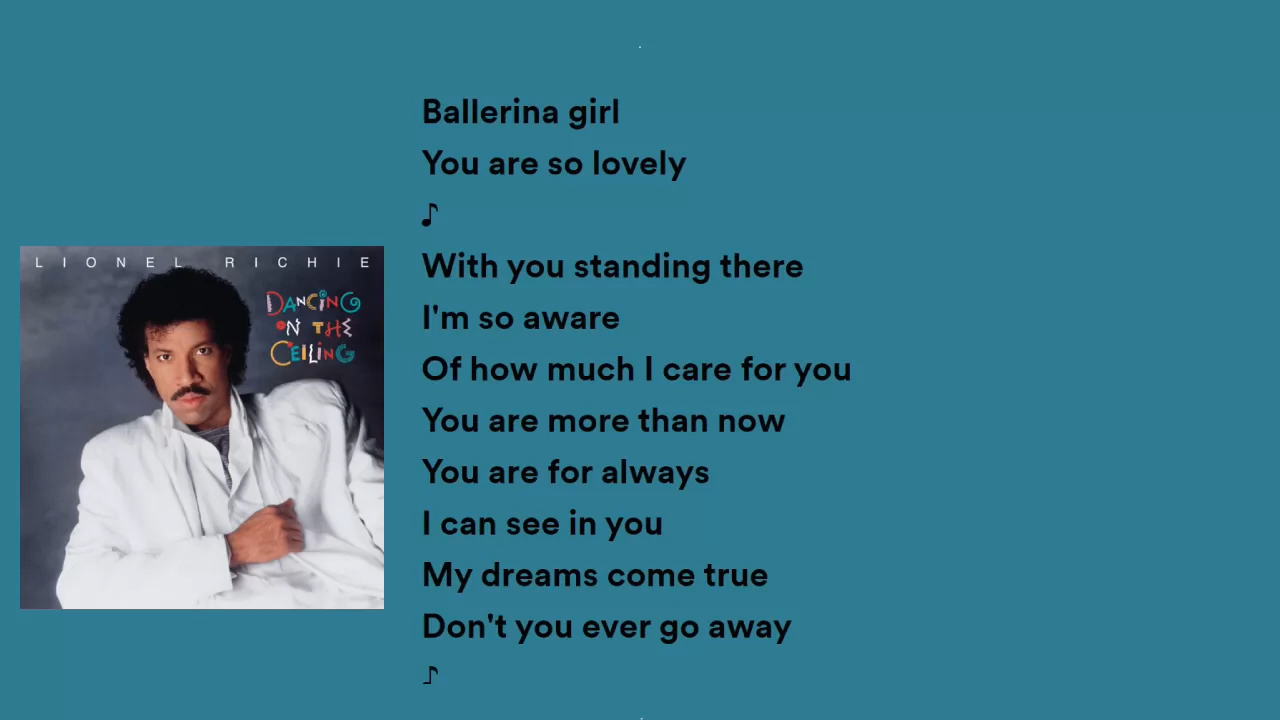 Ballerina girl
You are so lovely
♪
With you standing there
I'm so aware
Of how much I care for you
You are more than now
You are for always
I can see in you
My dreams come true
Don't you ever go away
♪
LIONEL RICHIE
DANCING
ON THE
CEILING